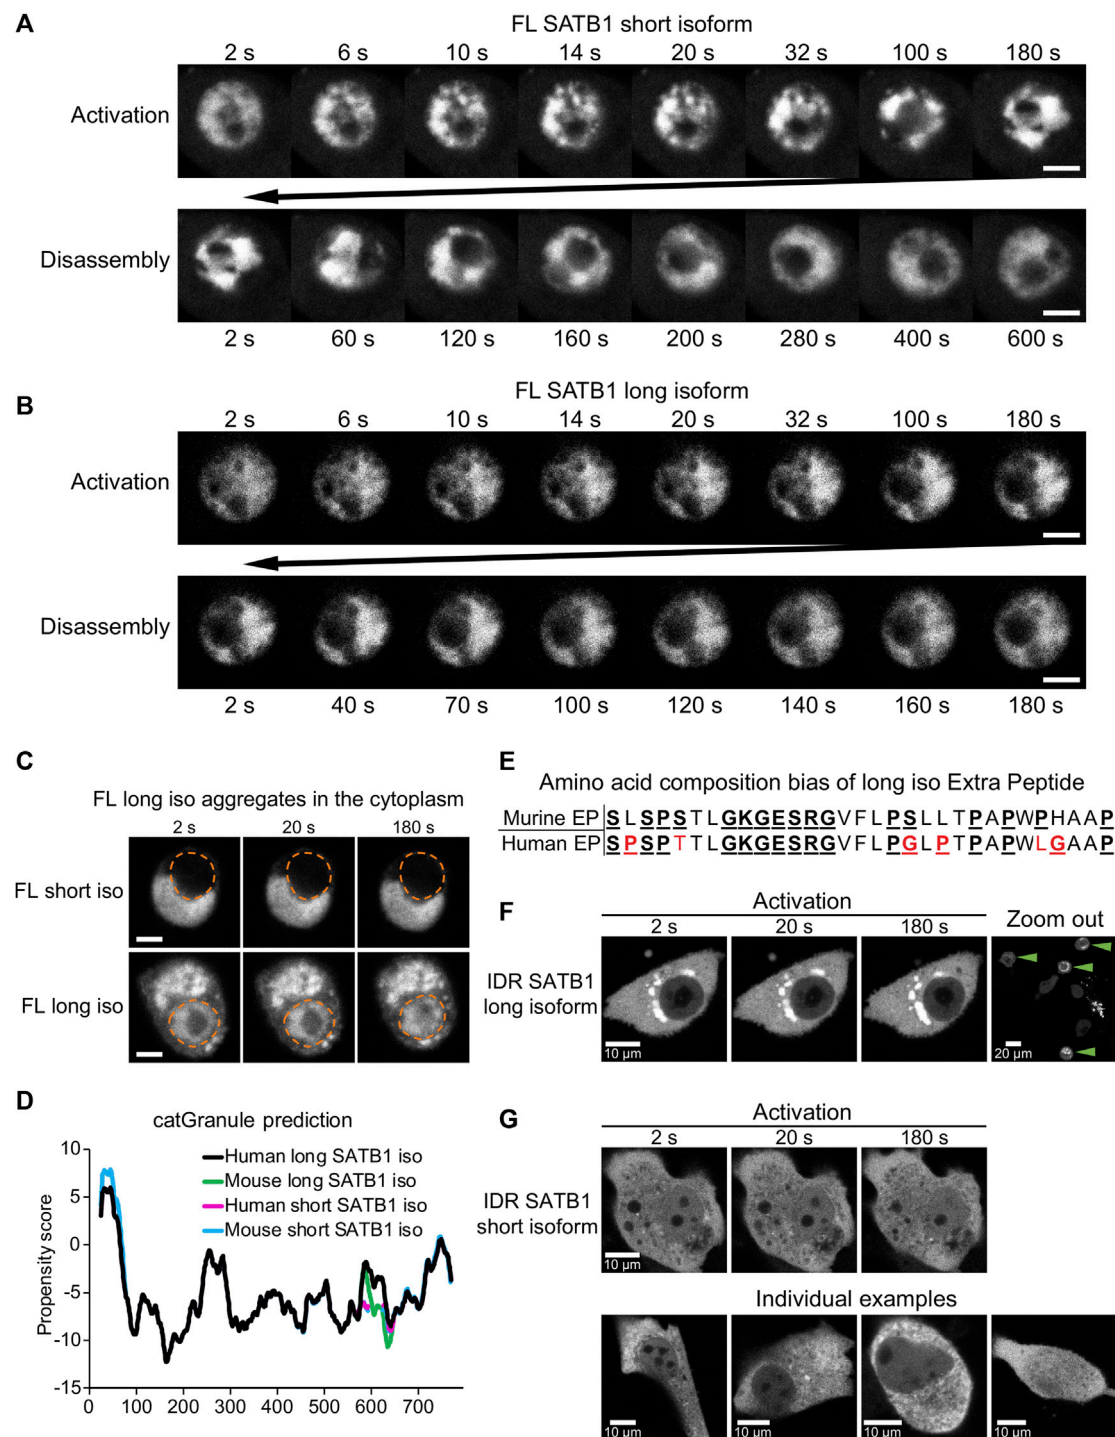 A
FL SATB1 short isoform
2 s 6 s 10 s 14 s 20 s 32 s 100 s 180 s
Activation
Disassembly
2 s 60 s 120 s 160 s 200 s 280 s 400 s 600 s
B
FL SATB1 long isoform
2 s 6 s 10 s 14 s 20 s 32 s 100 s 180 s
Activation
Disassembly
2 s 40 s 70 s 100 s 120 s 140 s 160 s 180 s
C
FL long iso aggregates in the cytoplasm
2 s 20 s 180 s
FL short iso
FL long iso
D
catGranule prediction
Propensity score
10
5
0
-5
-10
-15
Human long SATB1 iso
Mouse long SATB1 iso
Human short SATB1 iso
Mouse short SATB1 iso
0 100 200 300 400 500 600 700
E
Amino acid composition bias of long iso Extra Peptide
Murine EP SLSPSTLGKGESRGVFLPSLLTPAPWPHAAP
Human EP SPSPTTLGKGESRGVFLPGLPTPAPWLGAAP
F
Activation
2 s 20 s 180 s
Zoom out
IDR SATB1
long isoform
10 μm
20 μm
G
Activation
2 s 20 s 180 s
IDR SATB1
short isoform
10 μm 10 μm 10 μm
Individual examples
10 μm 10 μm 10 μm 10 μm